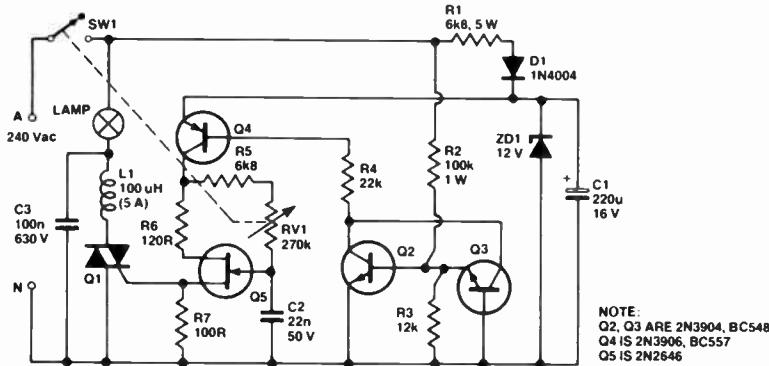 SW1
R1
6k8, 5 W
D1
1N4004
A
240 Vac
LAMP
Q4
R5
6k8
R4
22k
R2
100k
1 W
ZD1
12 V
+
C1
220u
16 V
L1
100 uH
(5 A)
C3
100n
630 V
R6
120R
RV1
270k
Q2
Q3
Q1
N
Q5
R7
100R
C2
22n
50 V
R3
12k
NOTE:
Q2, Q3 ARE 2N3904, BC548
Q4 IS 2N3906, BC557
Q5 IS 2N2646